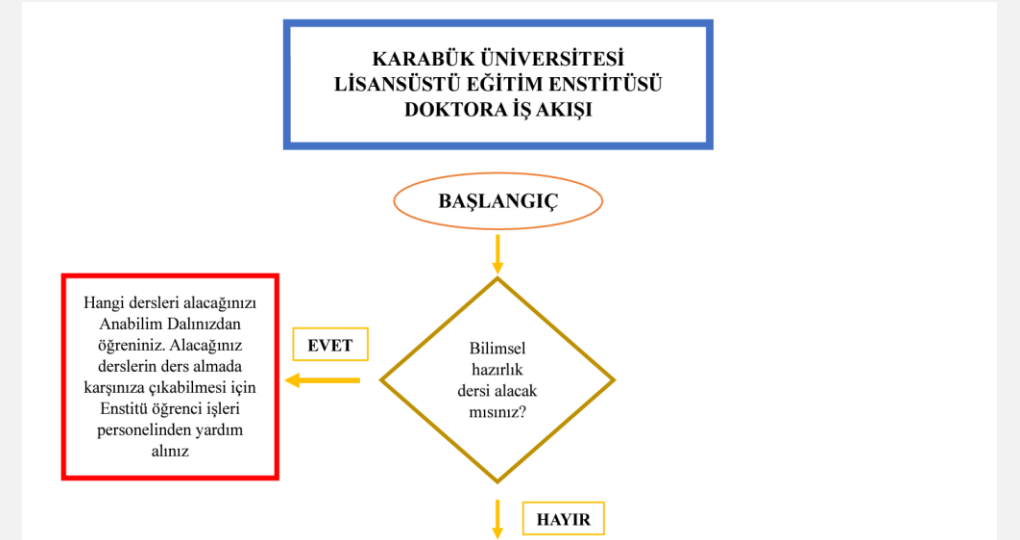 KARABÜK ÜNİVERSİTESİ
LİSANSÜSTÜ EĞİTİM ENSTİTÜSÜ
DOKTORA İŞ AKIŞI
BAŞLANGIÇ
Hangi dersleri alacağınızı
Anabilim Dalınızdan
öğreniniz. Alacağınız
derslerin ders almada
karşınıza çıkabilmesi için
Enstitü öğrenci işleri
personelinden yardım
alınız
EVET
Bilimsel
hazırlık
dersi alacak
mısınız?
HAYIR